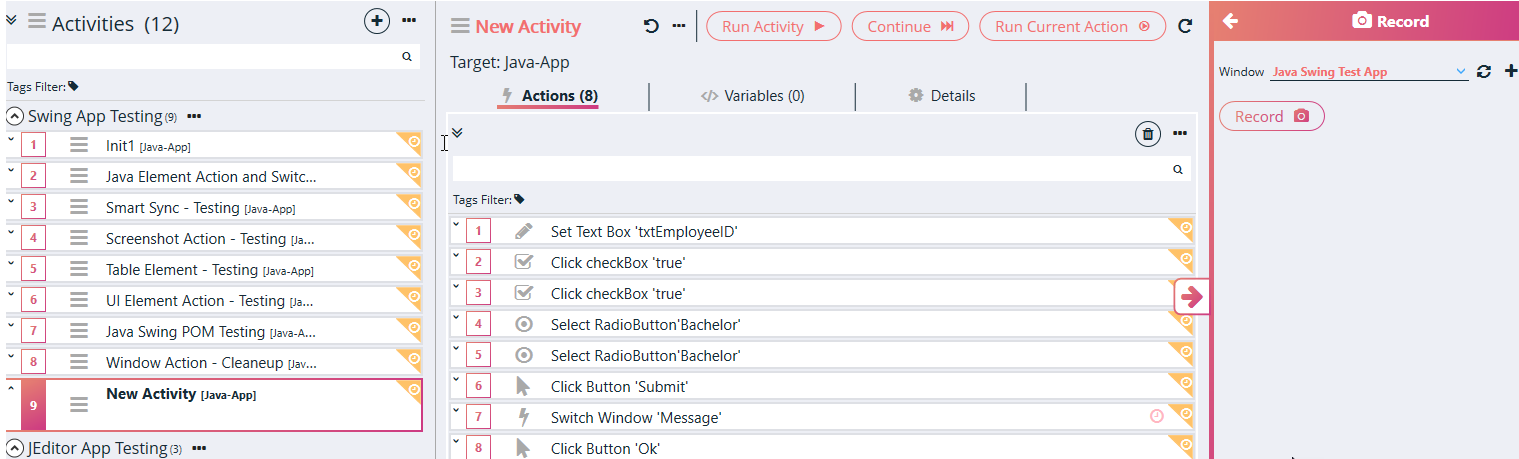 Activities (12)
Tags Filter:
Swing App Testing (9)
1 Init1 [Java-App]
2 Java Element Action and Switc...
3 Smart Sync - Testing [Java-App]
4 Screenshot Action - Testing [Ja...
5 Table Element - Testing [Java-App]
6 UI Element Action - Testing [Ja...
7 Java Swing POM Testing [Java-A...
8 Window Action - Cleaneup [Jav...
9 New Activity [Java-App]
JEditor App Testing (3)
New Activity
Run Activity
Continue
Run Current Action
Target: Java-App
Actions (8)
Variables (0)
Details
Tags Filter:
1 Set Text Box 'txtEmployeeID'
2 Click checkBox 'true'
3 Click checkBox 'true'
4 Select RadioButton'Bachelor'
5 Select RadioButton'Bachelor'
6 Click Button 'Submit'
7 Switch Window 'Message'
8 Click Button 'Ok'
Record
Window Java Swing Test App
Record